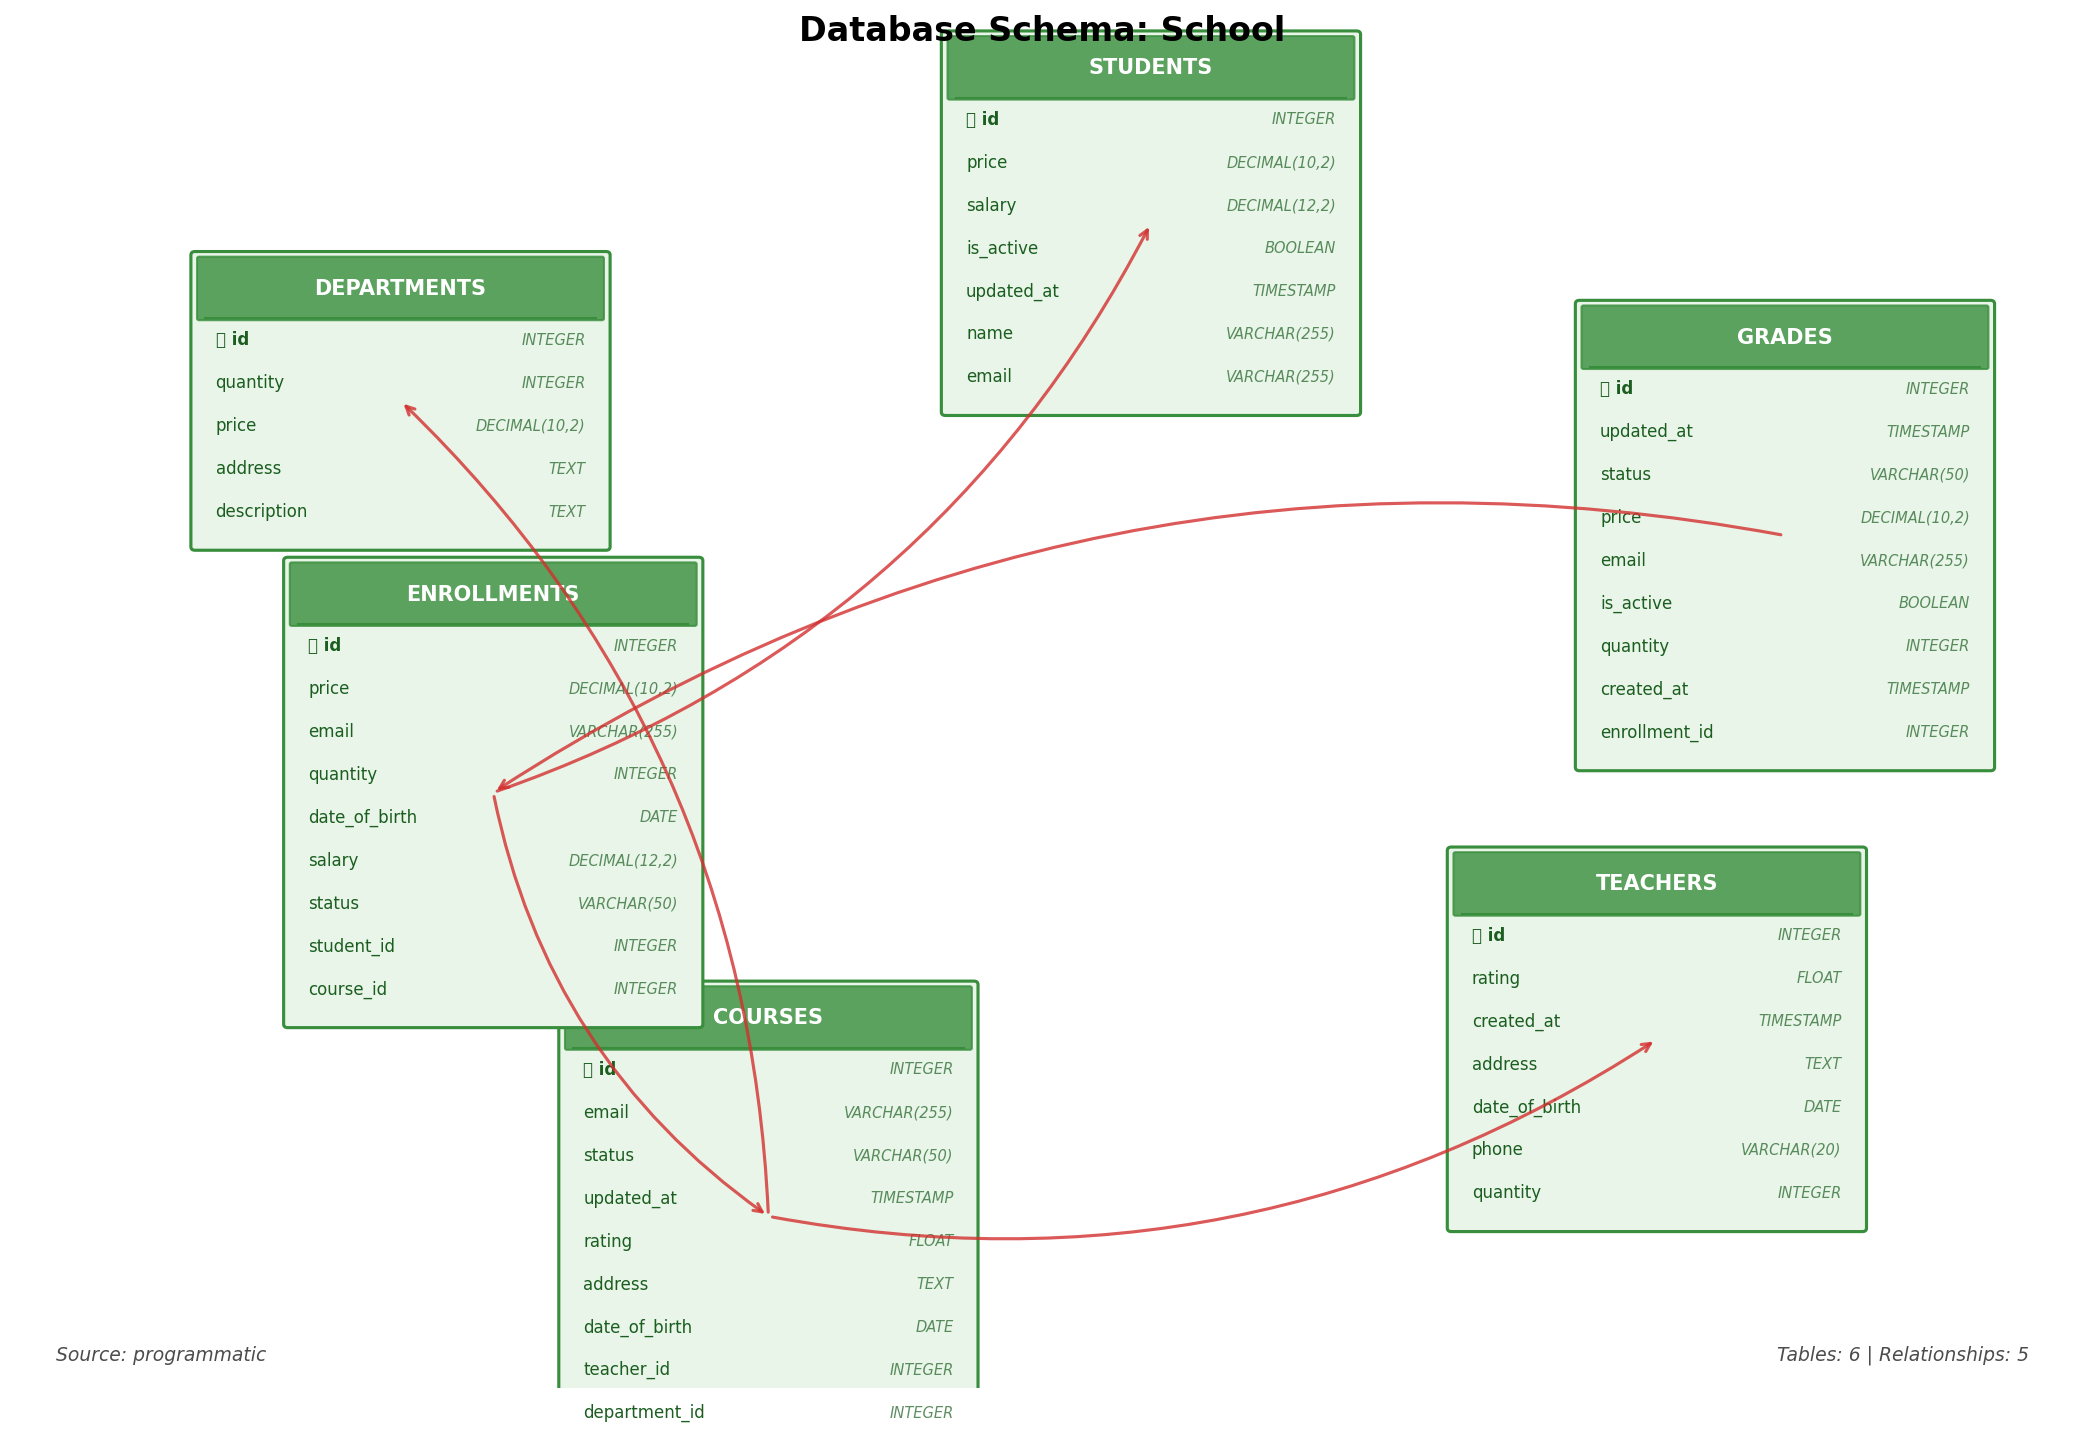 Database Schema: School
STUDENTS
id INTEGER
price DECIMAL(10,2)
salary DECIMAL(12,2)
is_active BOOLEAN
updated_at TIMESTAMP
name VARCHAR(255)
email VARCHAR(255)
DEPARTMENTS
id INTEGER
quantity INTEGER
price DECIMAL(10,2)
address TEXT
description TEXT
GRADES
id INTEGER
updated_at TIMESTAMP
status VARCHAR(50)
price DECIMAL(10,2)
email VARCHAR(255)
is_active BOOLEAN
quantity INTEGER
created_at TIMESTAMP
enrollment_id INTEGER
ENROLLMENTS
id INTEGER
price DECIMAL(10,2)
email VARCHAR(255)
quantity INTEGER
date_of_birth DATE
salary DECIMAL(12,2)
status VARCHAR(50)
student_id INTEGER
course_id INTEGER
TEACHERS
id INTEGER
rating FLOAT
created_at TIMESTAMP
address TEXT
date_of_birth DATE
phone VARCHAR(20)
quantity INTEGER
COURSES
id INTEGER
email VARCHAR(255)
status VARCHAR(50)
updated_at TIMESTAMP
rating FLOAT
address TEXT
date_of_birth DATE
teacher_id INTEGER
department_id INTEGER
Source: programmatic
Tables: 6 | Relationships: 5